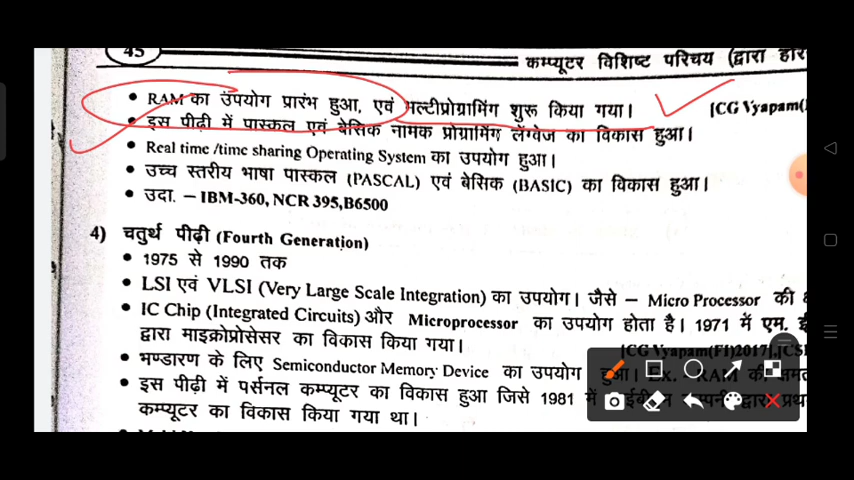 45
कम्प्यूटर विशिष्ट परिचय (द्वारा
• RAM का उपयोग प्रारंभ हुआ, एवं मल्टीप्रोग्रामिंग शुरू किया गया। [CG Vyapam(
• इस पीढ़ी में पास्कल एवं बेसिक नामक प्रोग्रामिंग लेंग्वेज का विकास हुआ।
• Real time /time sharing Operating System का उपयोग हुआ।
• उच्च स्तरीय भाषा पास्कल (PASCAL) एवं बेसिक (BASIC) का विकास हुआ।
• उदा. – IBM-360, NCR 395,B6500
4) चतुर्थ पीढ़ी (Fourth Generation)
• 1975 से 1990 तक
• LSI एवं VLSI (Very Large Scale Integration) का उपयोग। जैसे – Micro Processor की
• IC Chip (Integrated Circuits) और Microprocessor का उपयोग होता है। 1971 में एम.
द्वारा माइक्रोप्रोसेसर का विकास किया गया। [CG Vyapam(FI)2017],[CS
• भण्डारण के लिए Semiconductor Memory Device का उपयोग हुआ। Ex. - RAM की
• इस पीढ़ी में पर्सनल कम्प्यूटर का विकास हुआ जिसे 1981 में
कम्प्यूटर का विकास किया गया था।